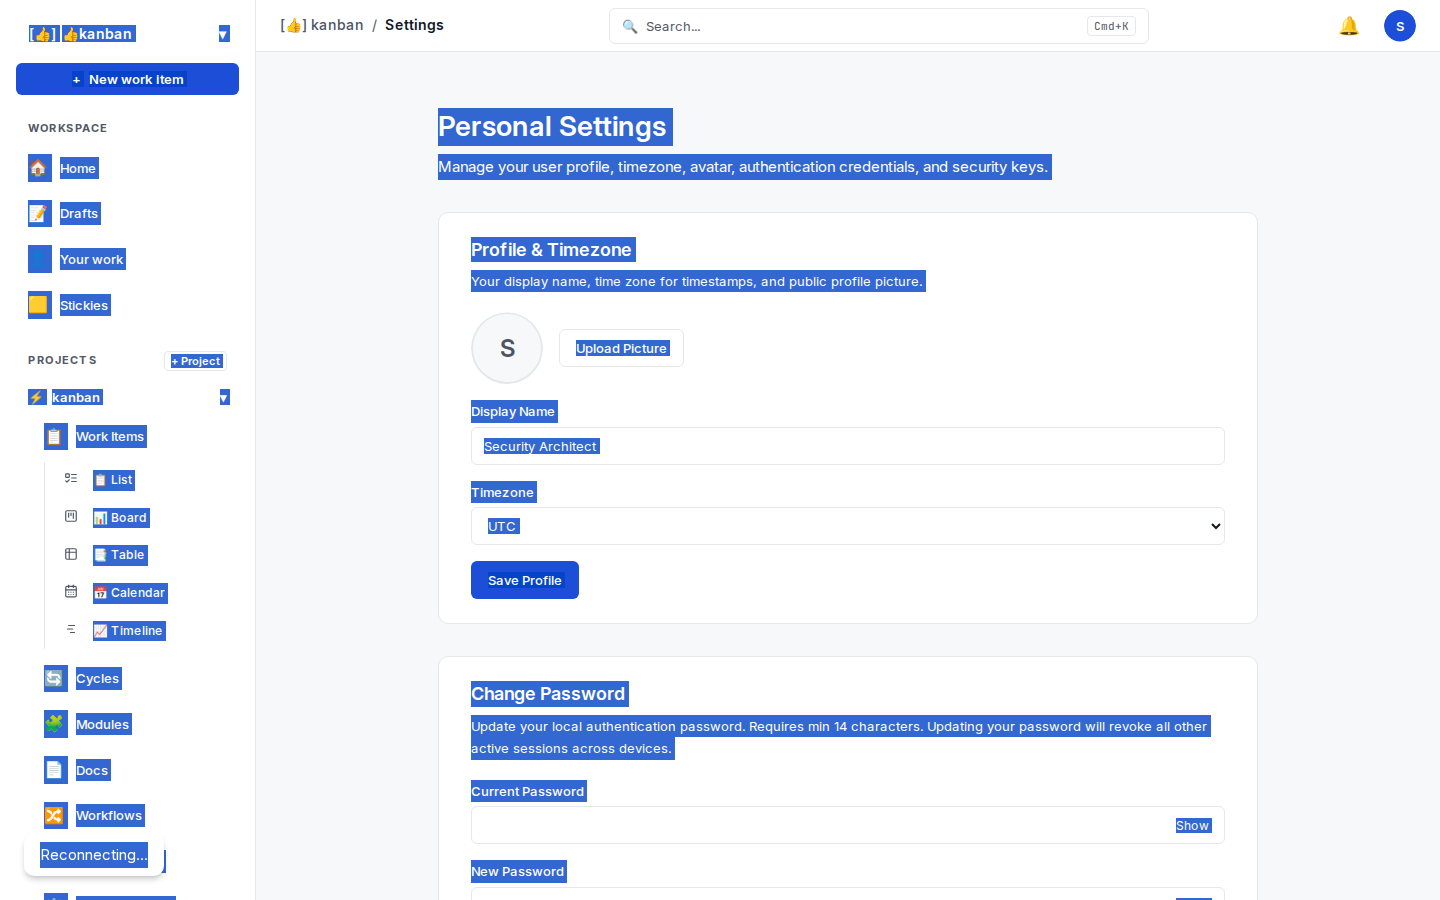 [👍] 👍kanban ▼
+ New work item
WORKSPACE
🏠 Home
📝 Drafts
👤 Your work
🟨 Stickies
PROJECTS + Project
⚡ kanban ▼
📋 Work Items
📋 List
📊 Board
📑 Table
📅 Calendar
📈 Timeline
🔄 Cycles
🧩 Modules
📄 Docs
🔀 Workflows
Reconnecting...
[👍] kanban / Settings
🔍 Search... Cmd+K
🔔 S
Personal Settings
Manage your user profile, timezone, avatar, authentication credentials, and security keys.
Profile & Timezone
Your display name, time zone for timestamps, and public profile picture.
S Upload Picture
Display Name
Security Architect
Timezone
UTC
Save Profile
Change Password
Update your local authentication password. Requires min 14 characters. Updating your password will revoke all other
active sessions across devices.
Current Password
Show
New Password